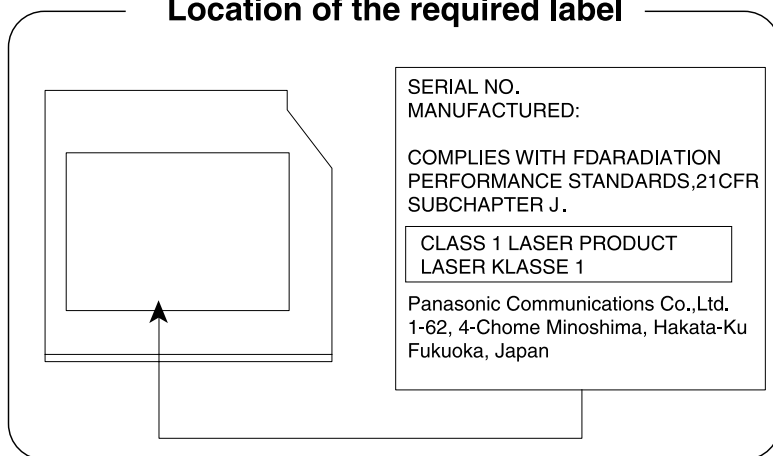 Location of the required label
SERIAL NO.
MANUFACTURED:
COMPLIES WITH FDARADIATION
PERFORMANCE STANDARDS,21CFR
SUBCHAPTER J.
CLASS 1 LASER PRODUCT
LASER KLASSE 1
Panasonic Communications Co.,Ltd.
1-62, 4-Chome Minoshima, Hakata-Ku
Fukuoka, Japan